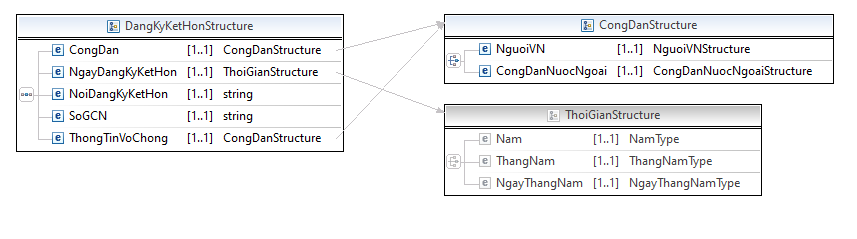 DangKyKetHonStructure
CongDan [1..1] CongDanStructure
NgayDangKyKetHon [1..1] ThoiGianStructure
NoiDangKyKetHon [1..1] string
SoGCN [1..1] string
ThongTinVoChong [1..1] CongDanStructure
CongDanStructure
NguoiVN [1..1] NguoiVNStructure
CongDanNuocNgoai [1..1] CongDanNuocNgoaiStructure
ThoiGianStructure
Nam [1..1] NamType
ThangNam [1..1] ThangNamType
NgayThangNam [1..1] NgayThangNamType